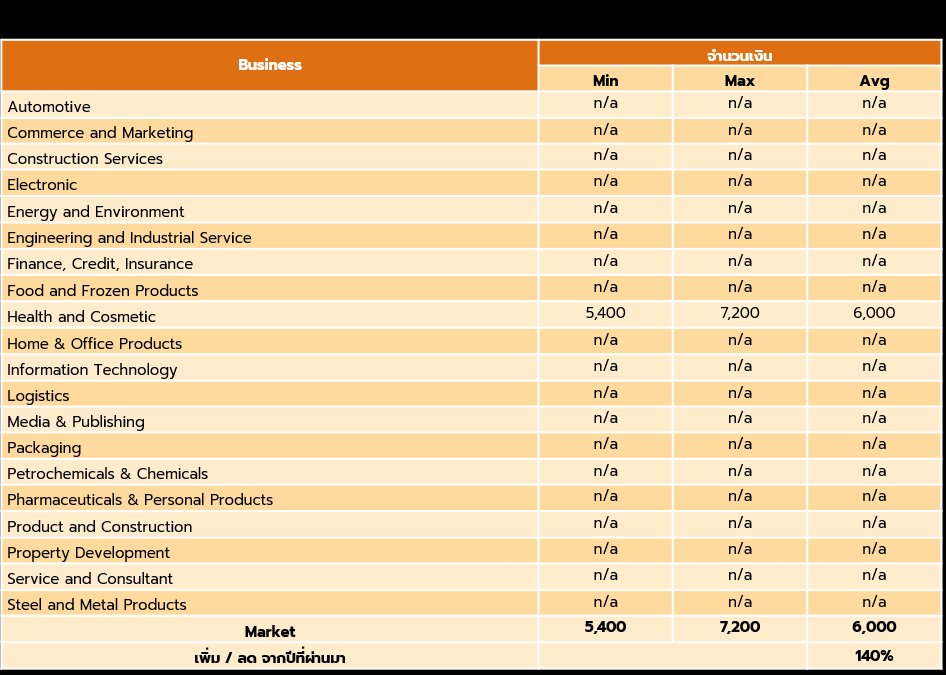 Business จำนวนเงิน
Min Max Avg
Automotive n/a n/a n/a
Commerce and Marketing n/a n/a n/a
Construction Services n/a n/a n/a
Electronic n/a n/a n/a
Energy and Environment n/a n/a n/a
Engineering and Industrial Service n/a n/a n/a
Finance, Credit, Insurance n/a n/a n/a
Food and Frozen Products n/a n/a n/a
Health and Cosmetic 5,400 7,200 6,000
Home & Office Products n/a n/a n/a
Information Technology n/a n/a n/a
Logistics n/a n/a n/a
Media & Publishing n/a n/a n/a
Packaging n/a n/a n/a
Petrochemicals & Chemicals n/a n/a n/a
Pharmaceuticals & Personal Products n/a n/a n/a
Product and Construction n/a n/a n/a
Property Development n/a n/a n/a
Service and Consultant n/a n/a n/a
Steel and Metal Products n/a n/a n/a
Market 5,400 7,200 6,000
เพิ่ม / ลด จากปีที่ผ่านมา 140%